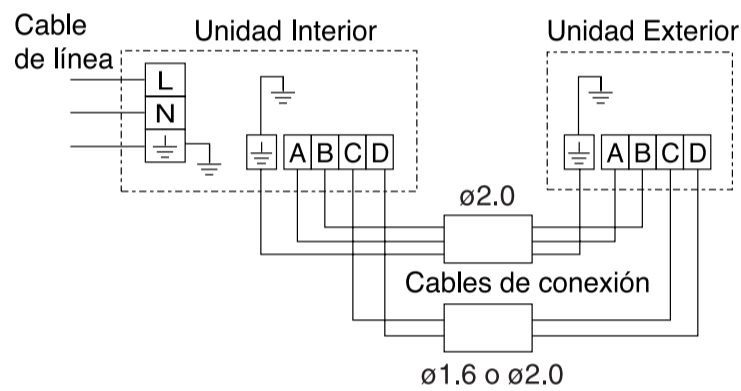 Cable
de línea
Unidad Interior
Unidad Exterior
L
N
A B C D
A B C D
ø2.0
Cables de conexión
ø1.6 o ø2.0